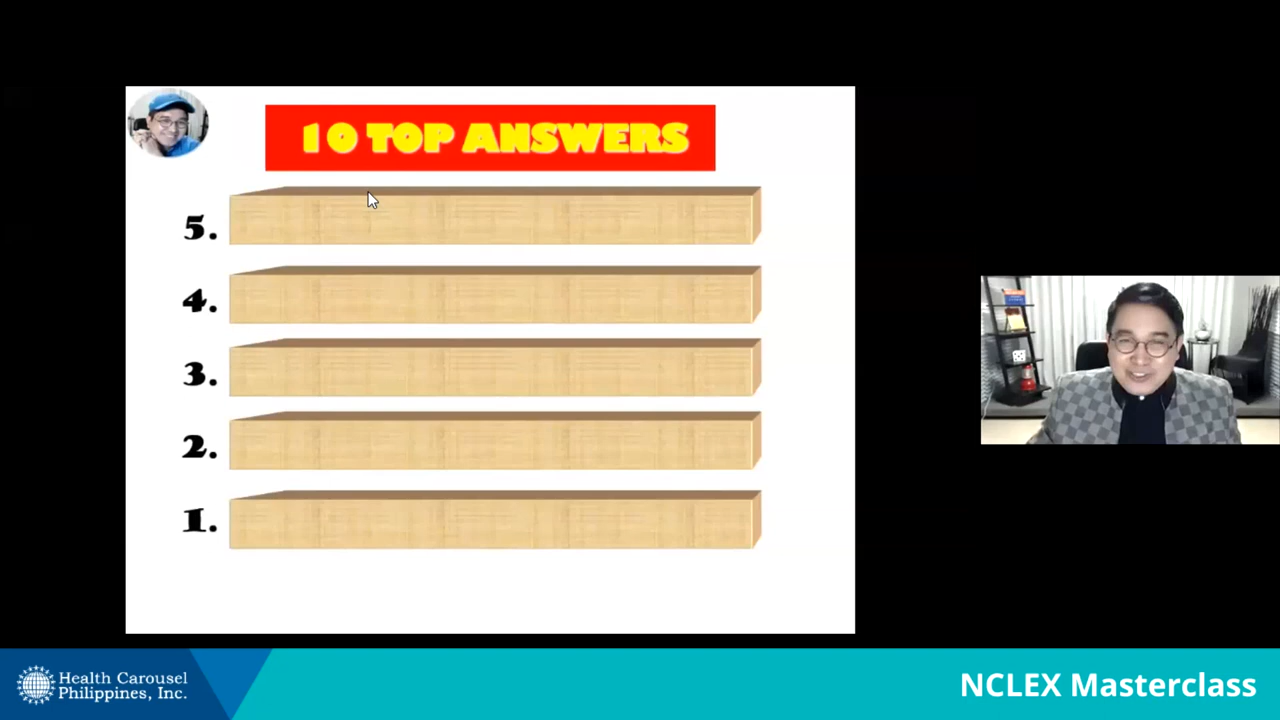 10 TOP ANSWERS
5.
4.
3.
2.
1.
Health Carousel
Philippines, Inc.
NCLEX Masterclass